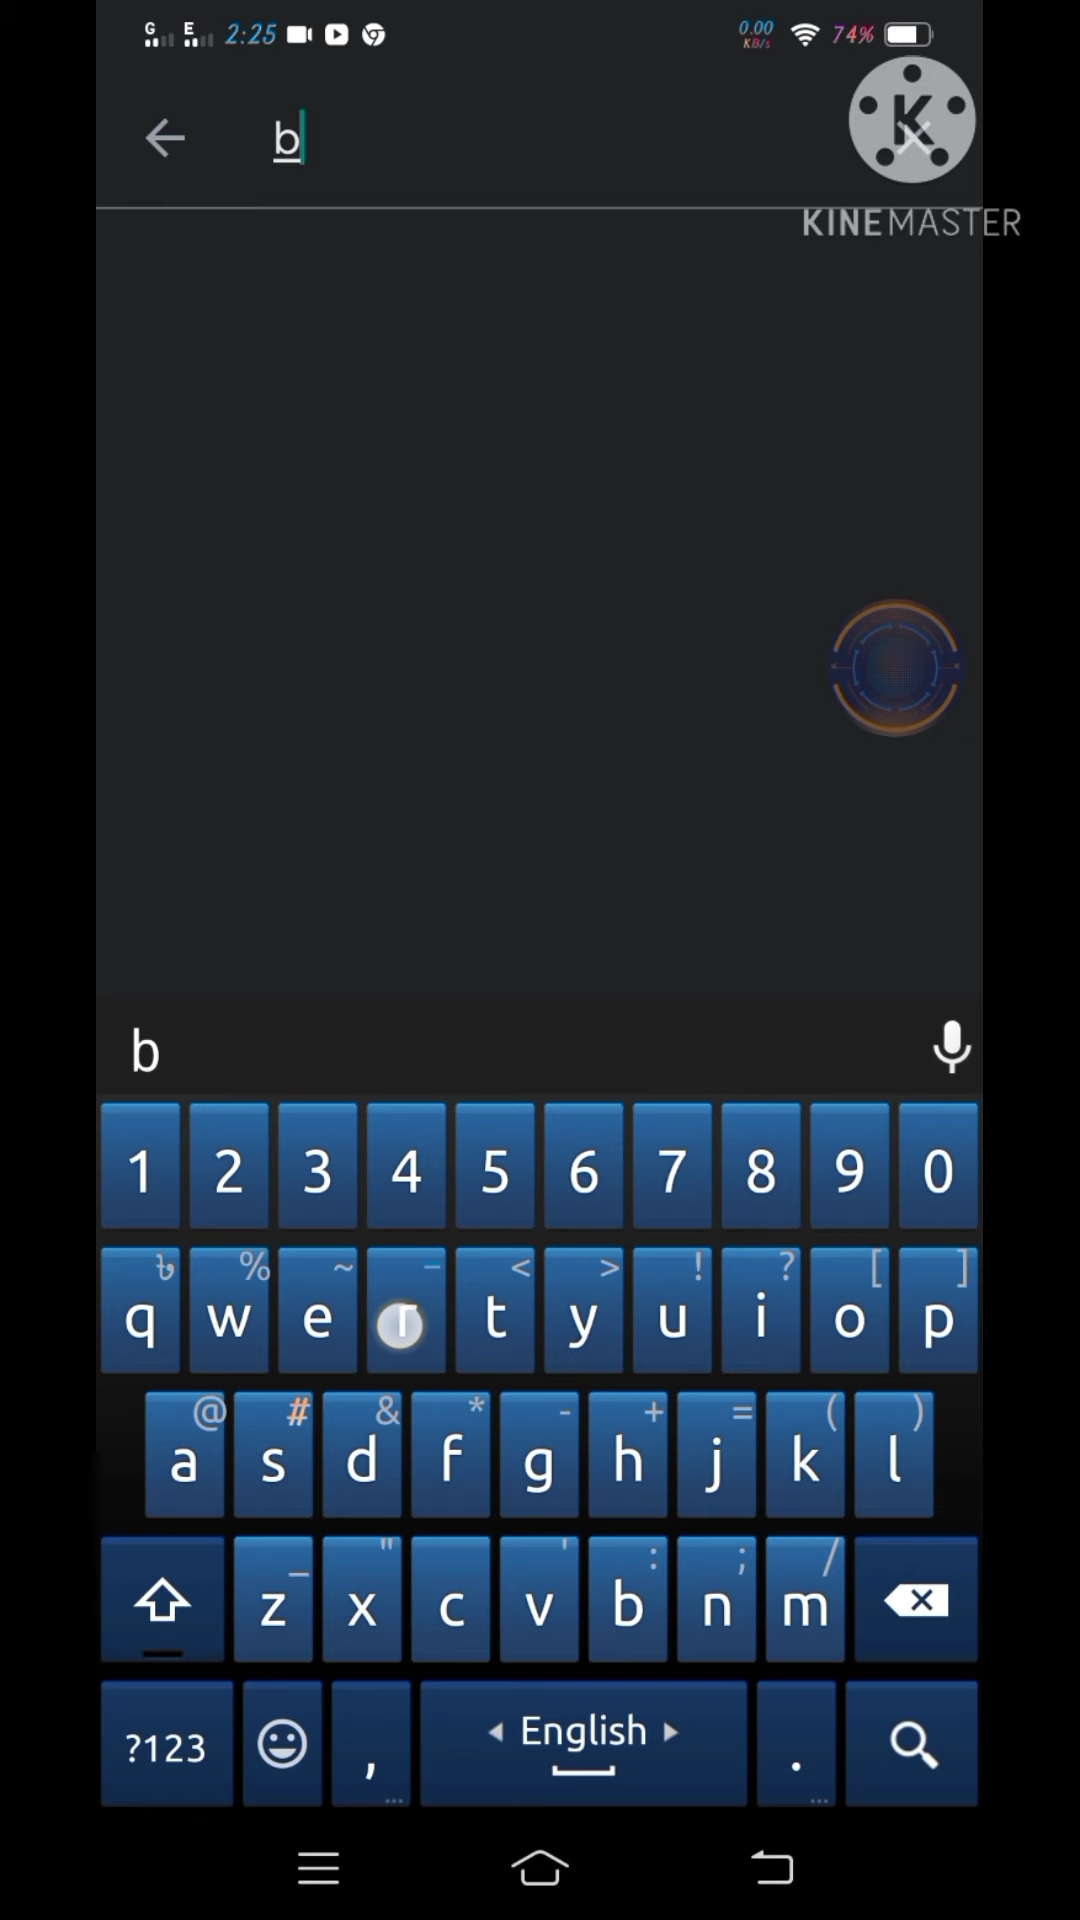 G E 2:25 0.00 KB/s 74%
b
KINEMASTER
b
1 2 3 4 5 6 7 8 9 0
৳ % ~ – < > ! ? [ ]
q w e r t y u i o p
@ # & * - + = ( )
a s d f g h j k l
_ " ' : ; /
z x c v b n m
?123 , English .